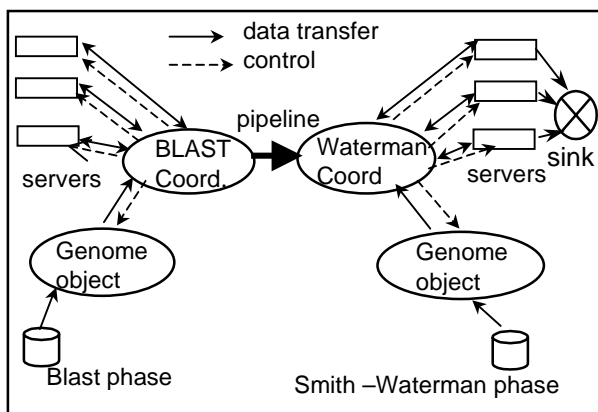 data transfer
control
pipeline
BLAST
Coord.
Waterman
Coord
servers
servers
sink
Genome
object
Genome
object
Blast phase
Smith –Waterman phase